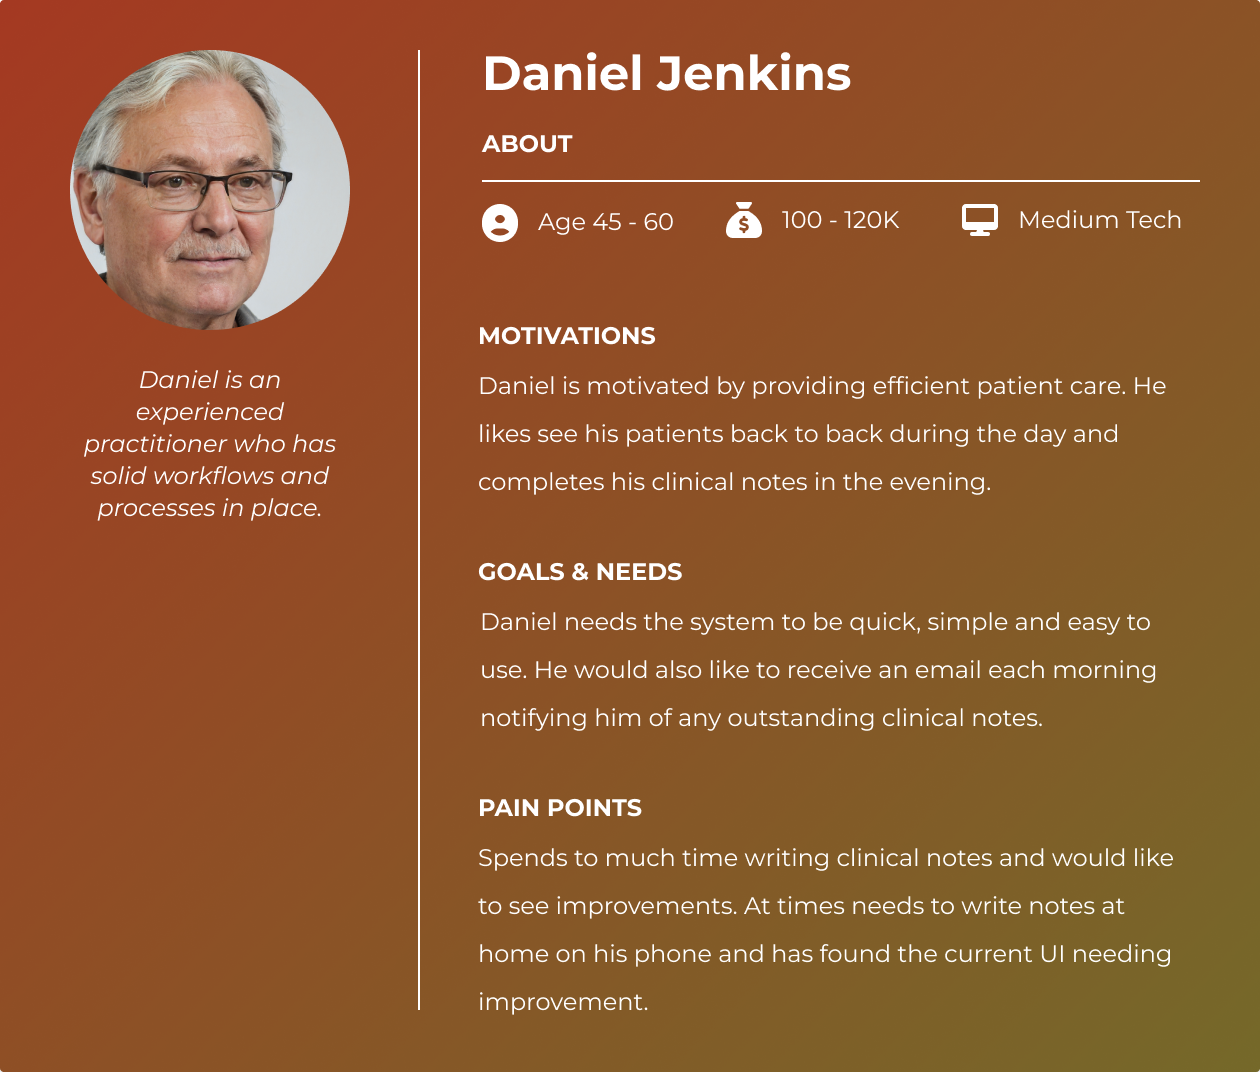 Daniel Jenkins
ABOUT
Age 45 - 60
100 - 120K
Medium Tech
Daniel is an
experienced
practitioner who has
solid workflows and
processes in place.
MOTIVATIONS
Daniel is motivated by providing efficient patient care. He
likes see his patients back to back during the day and
completes his clinical notes in the evening.
GOALS & NEEDS
Daniel needs the system to be quick, simple and easy to
use. He would also like to receive an email each morning
notifying him of any outstanding clinical notes.
PAIN POINTS
Spends to much time writing clinical notes and would like
to see improvements. At times needs to write notes at
home on his phone and has found the current UI needing
improvement.